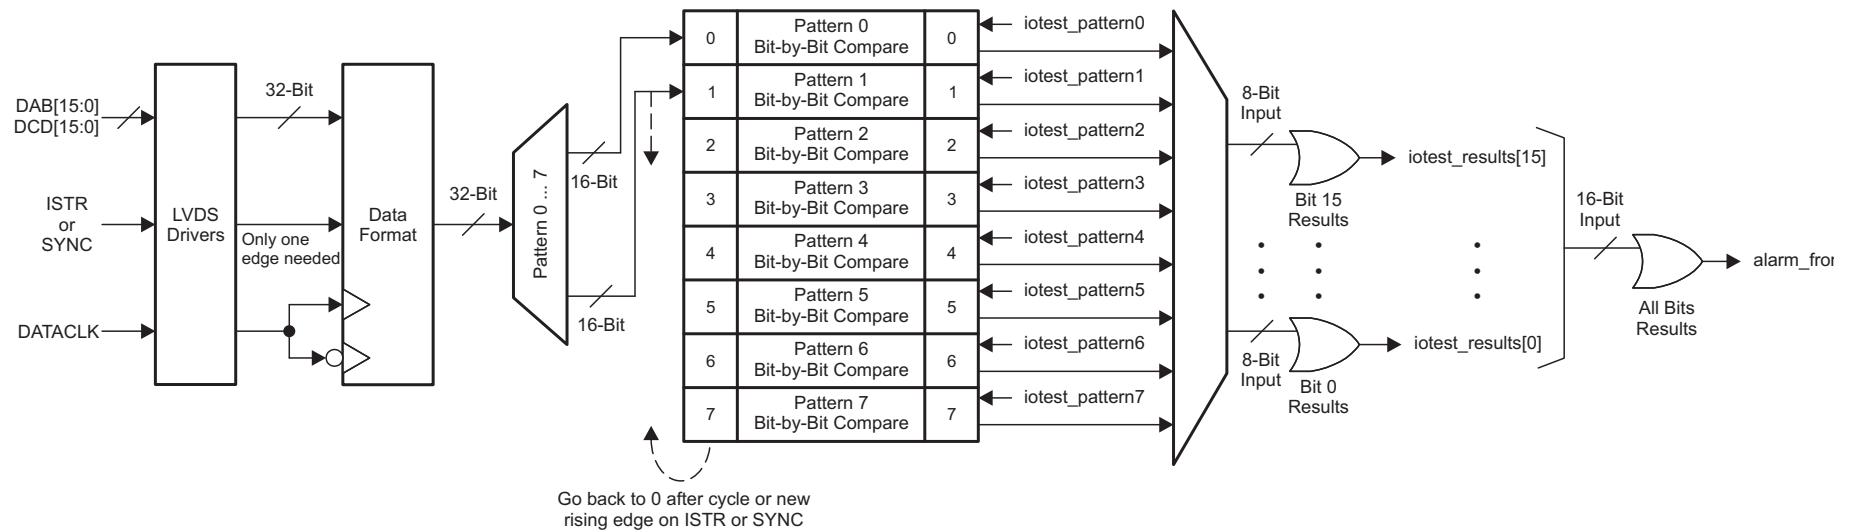 DAB[15:0]
DCD[15:0]
ISTR
or
SYNC
DATACLK
LVDS
Drivers
32-Bit
Only one
edge needed
Data
Format
32-Bit
Pattern 0 ... 7
16-Bit
16-Bit
0 Pattern 0 Bit-by-Bit Compare 0
1 Pattern 1 Bit-by-Bit Compare 1
2 Pattern 2 Bit-by-Bit Compare 2
3 Pattern 3 Bit-by-Bit Compare 3
4 Pattern 4 Bit-by-Bit Compare 4
5 Pattern 5 Bit-by-Bit Compare 5
6 Pattern 6 Bit-by-Bit Compare 6
7 Pattern 7 Bit-by-Bit Compare 7
Go back to 0 after cycle or new
rising edge on ISTR or SYNC
iotest_pattern0
iotest_pattern1
iotest_pattern2
iotest_pattern3
iotest_pattern4
iotest_pattern5
iotest_pattern6
iotest_pattern7
8-Bit
Input
Bit 15
Results
iotest_results[15]
8-Bit
Input
Bit 0
Results
iotest_results[0]
16-Bit
Input
All Bits
Results